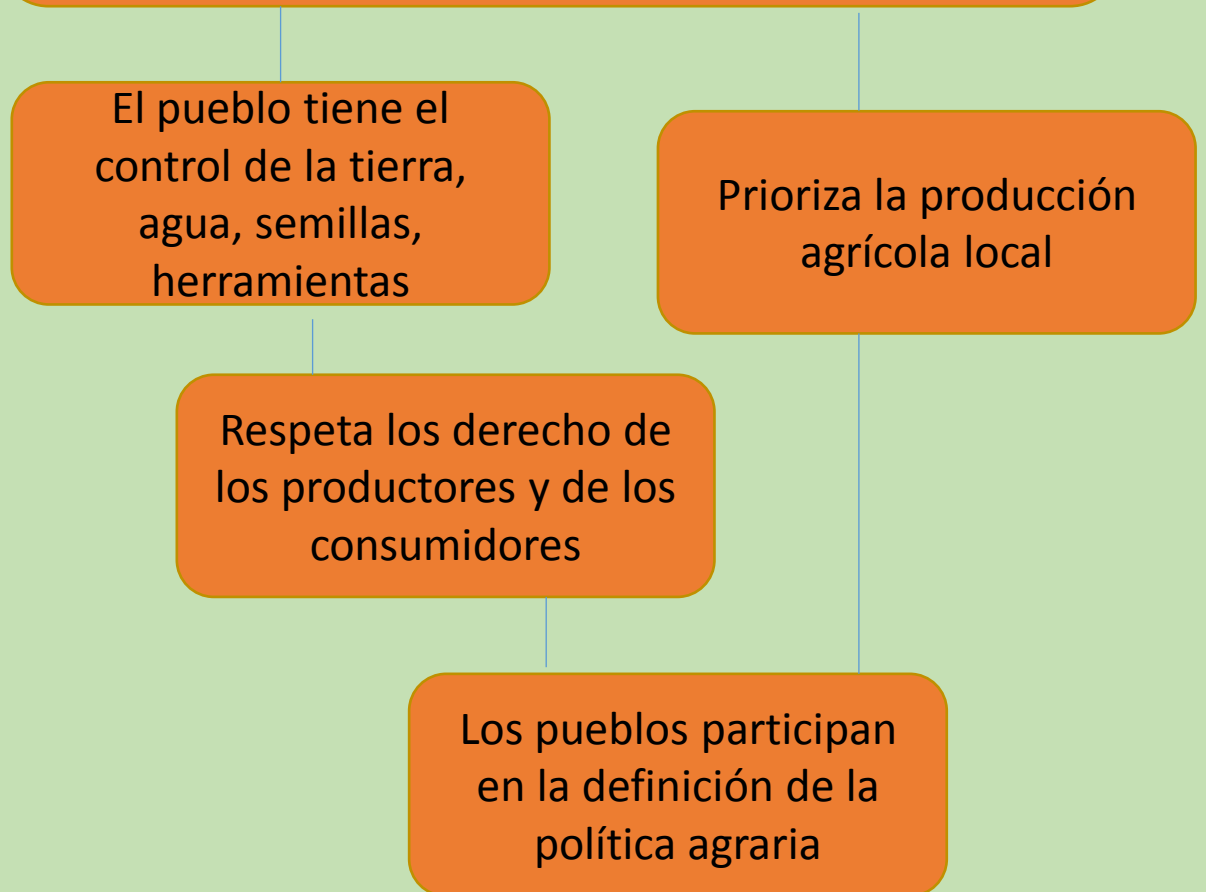 El pueblo tiene el
control de la tierra,
agua, semillas,
herramientas
Prioriza la producción
agrícola local
Respeta los derecho de
los productores y de los
consumidores
Los pueblos participan
en la definición de la
política agraria